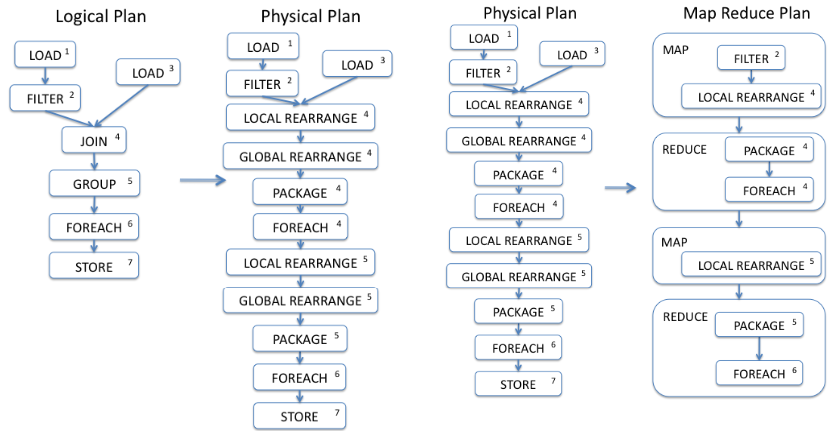 Logical Plan
LOAD 1
LOAD 3
FILTER 2
JOIN 4
GROUP 5
FOREACH 6
STORE 7
Physical Plan
LOAD 1
LOAD 3
FILTER 2
LOCAL REARRANGE 4
GLOBAL REARRANGE 4
PACKAGE 4
FOREACH 4
LOCAL REARRANGE 5
GLOBAL REARRANGE 5
PACKAGE 5
FOREACH 6
STORE 7
Physical Plan
LOAD 1
LOAD 3
FILTER 2
LOCAL REARRANGE 4
GLOBAL REARRANGE 4
PACKAGE 4
FOREACH 4
LOCAL REARRANGE 5
GLOBAL REARRANGE 5
PACKAGE 5
FOREACH 6
STORE 7
Map Reduce Plan
MAP
FILTER 2
LOCAL REARRANGE 4
REDUCE
PACKAGE 4
FOREACH 4
MAP
LOCAL REARRANGE 5
REDUCE
PACKAGE 5
FOREACH 6